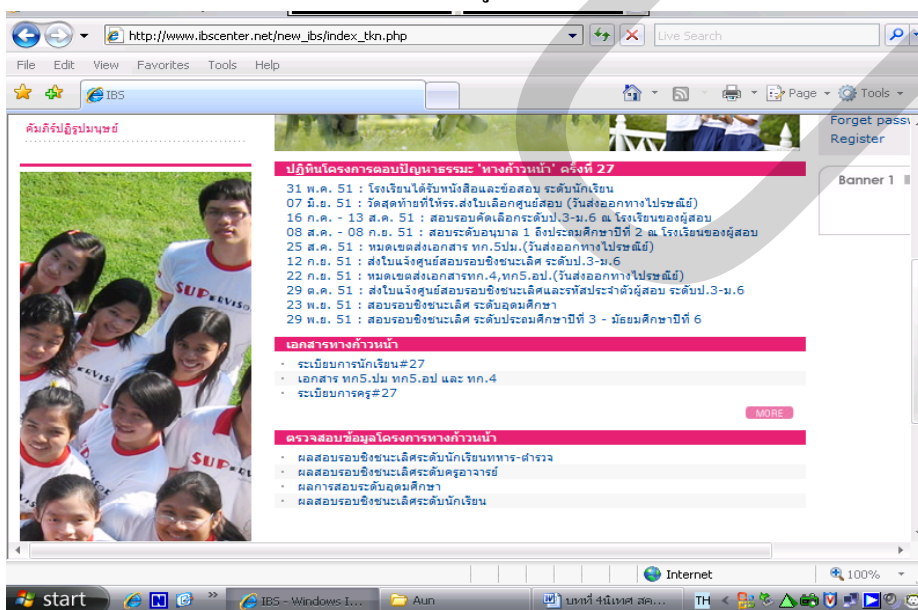 http://www.ibscenter.net/new_ibs/index_tkn.php
Live Search
File Edit View Favorites Tools Help
IBS
Page
Tools
คัมภีร์ปฏิรูปมนุษย์
Forget passw
Register
Banner 1
ปฏิทินโครงการตอบปัญหาธรรมะ 'ทางก้าวหน้า' ครั้งที่ 27
31 พ.ค. 51 : โรงเรียนได้รับหนังสือและข้อสอบ ระดับนักเรียน
07 มิ.ย. 51 : วัดสุดท้ายที่ให้รร.ส่งใบเลือกศูนย์สอบ (วันส่งออกทางไปรษณีย์)
16 ก.ค. - 13 ส.ค. 51 : สอบรอบคัดเลือกระดับป.3-ม.6 ณ โรงเรียนของผู้สอบ
08 ส.ค. - 08 ก.ย. 51 : สอบระดับอนุบาล 1 ถึงประถมศึกษาปีที่ 2 ณ โรงเรียนของผู้สอบ
25 ส.ค. 51 : หมดเขตส่งเอกสาร ทก.5ปม.(วันส่งออกทางไปรษณีย์)
12 ก.ย. 51 : ส่งใบแจ้งศูนย์สอบรอบชิงชนะเลิศ ระดับป.3-ม.6
22 ก.ย. 51 : หมดเขตส่งเอกสารทก.4,ทก5.อป.(วันส่งออกทางไปรษณีย์)
29 ต.ค. 51 : ส่งใบแจ้งศูนย์สอบรอบชิงชนะเลิศและรหัสประจำตัวผู้สอบ ระดับป.3-ม.6
23 พ.ย. 51 : สอบรอบชิงชนะเลิศ ระดับอุดมศึกษา
29 พ.ย. 51 : สอบรอบชิงชนะเลิศ ระดับประถมศึกษาปีที่ 3 - มัธยมศึกษาปีที่ 6
เอกสารทางก้าวหน้า
· ระเบียบการนักเรียน#27
· เอกสาร ทก5.ปม ทก5.อป และ ทก.4
· ระเบียบการครู#27
MORE
ตรวจสอบข้อมูลโครงการทางก้าวหน้า
· ผลสอบรอบชิงชนะเลิศระดับนักเรียนทหาร-ตำรวจ
· ผลสอบรอบชิงชนะเลิศระดับครูอาจารย์
· ผลการสอบระดับอุดมศึกษา
· ผลสอบรอบชิงชนะเลิศระดับนักเรียน
SUPERVISO
Internet
100%
start
IBS - Windows I...
Aun
บทที่ 4นิเทศ สค...
TH